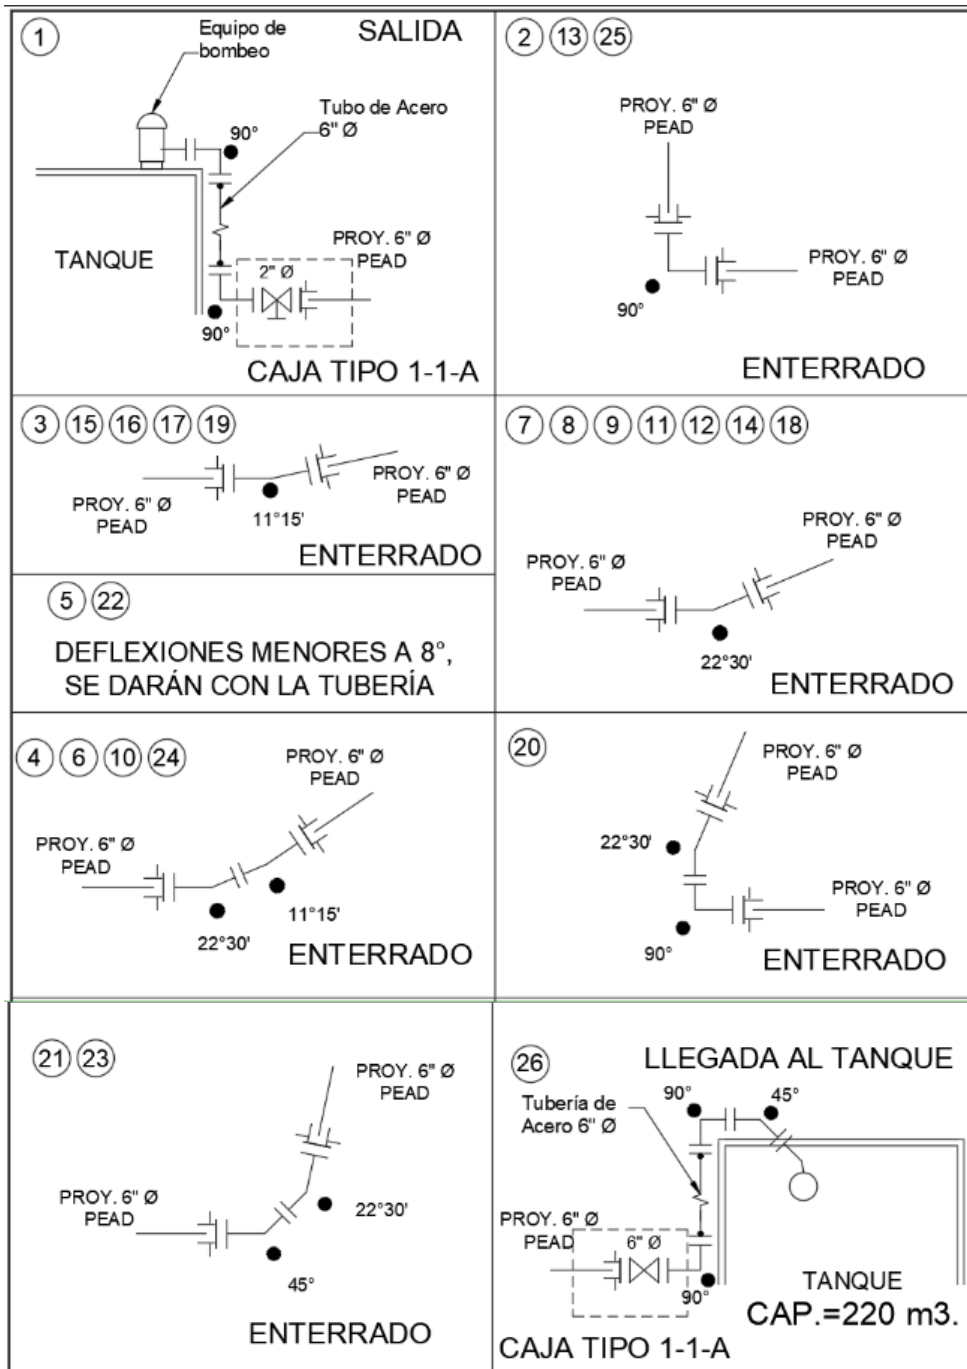 1
Equipo de
bombeo
SALIDA
Tubo de Acero
6" Ø
90°
TANQUE
PROY. 6" Ø
PEAD
2" Ø
90°
CAJA TIPO 1-1-A
2 13 25
PROY. 6" Ø
PEAD
PROY. 6" Ø
PEAD
90°
ENTERRADO
3 15 16 17 19
PROY. 6" Ø
PEAD
PROY. 6" Ø
PEAD
11°15'
ENTERRADO
5 22
DEFLEXIONES MENORES A 8°,
SE DARÁN CON LA TUBERÍA
7 8 9 11 12 14 18
PROY. 6" Ø
PEAD
PROY. 6" Ø
PEAD
22°30'
ENTERRADO
4 6 10 24
PROY. 6" Ø
PEAD
PROY. 6" Ø
PEAD
11°15'
22°30'
ENTERRADO
20
PROY. 6" Ø
PEAD
22°30'
PROY. 6" Ø
PEAD
90°
ENTERRADO
21 23
PROY. 6" Ø
PEAD
PROY. 6" Ø
PEAD
22°30'
45°
ENTERRADO
26
LLEGADA AL TANQUE
Tubería de
Acero 6" Ø
90°
45°
PROY. 6" Ø
PEAD
6" Ø
90°
TANQUE
CAP.=220 m3.
CAJA TIPO 1-1-A